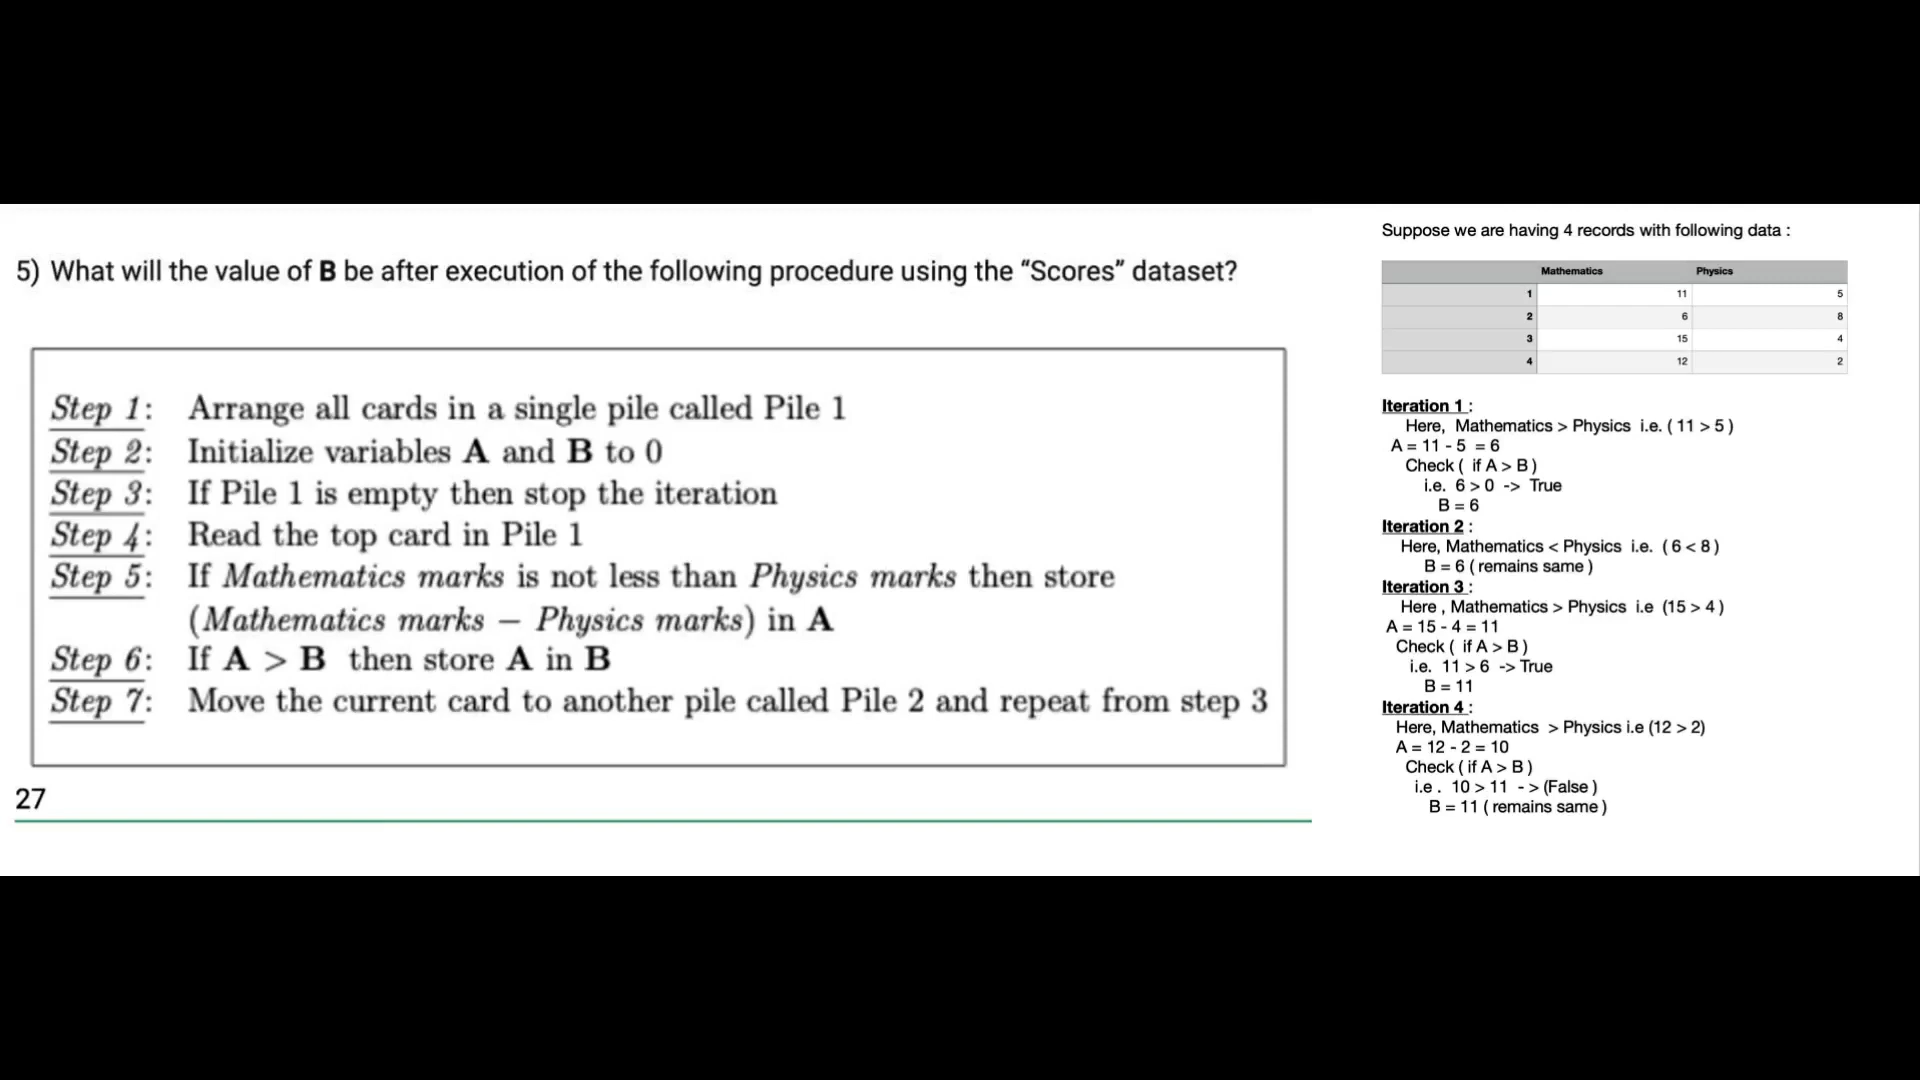 5) What will the value of B be after execution of the following procedure using the “Scores” dataset?
Step 1: Arrange all cards in a single pile called Pile 1
Step 2: Initialize variables A and B to 0
Step 3: If Pile 1 is empty then stop the iteration
Step 4: Read the top card in Pile 1
Step 5: If Mathematics marks is not less than Physics marks then store
(Mathematics marks − Physics marks) in A
Step 6: If A > B then store A in B
Step 7: Move the current card to another pile called Pile 2 and repeat from step 3
27
Suppose we are having 4 records with following data :
Mathematics Physics
1 11 5
2 6 8
3 15 4
4 12 2
Iteration 1 :
Here, Mathematics > Physics i.e. ( 11 > 5 )
A = 11 - 5 = 6
Check ( if A > B )
i.e. 6 > 0 -> True
B = 6
Iteration 2 :
Here, Mathematics < Physics i.e. ( 6 < 8 )
B = 6 ( remains same )
Iteration 3 :
Here , Mathematics > Physics i.e (15 > 4 )
A = 15 - 4 = 11
Check ( if A > B )
i.e. 11 > 6 -> True
B = 11
Iteration 4 :
Here, Mathematics > Physics i.e (12 > 2)
A = 12 - 2 = 10
Check ( if A > B )
i.e . 10 > 11 - > (False )
B = 11 ( remains same )